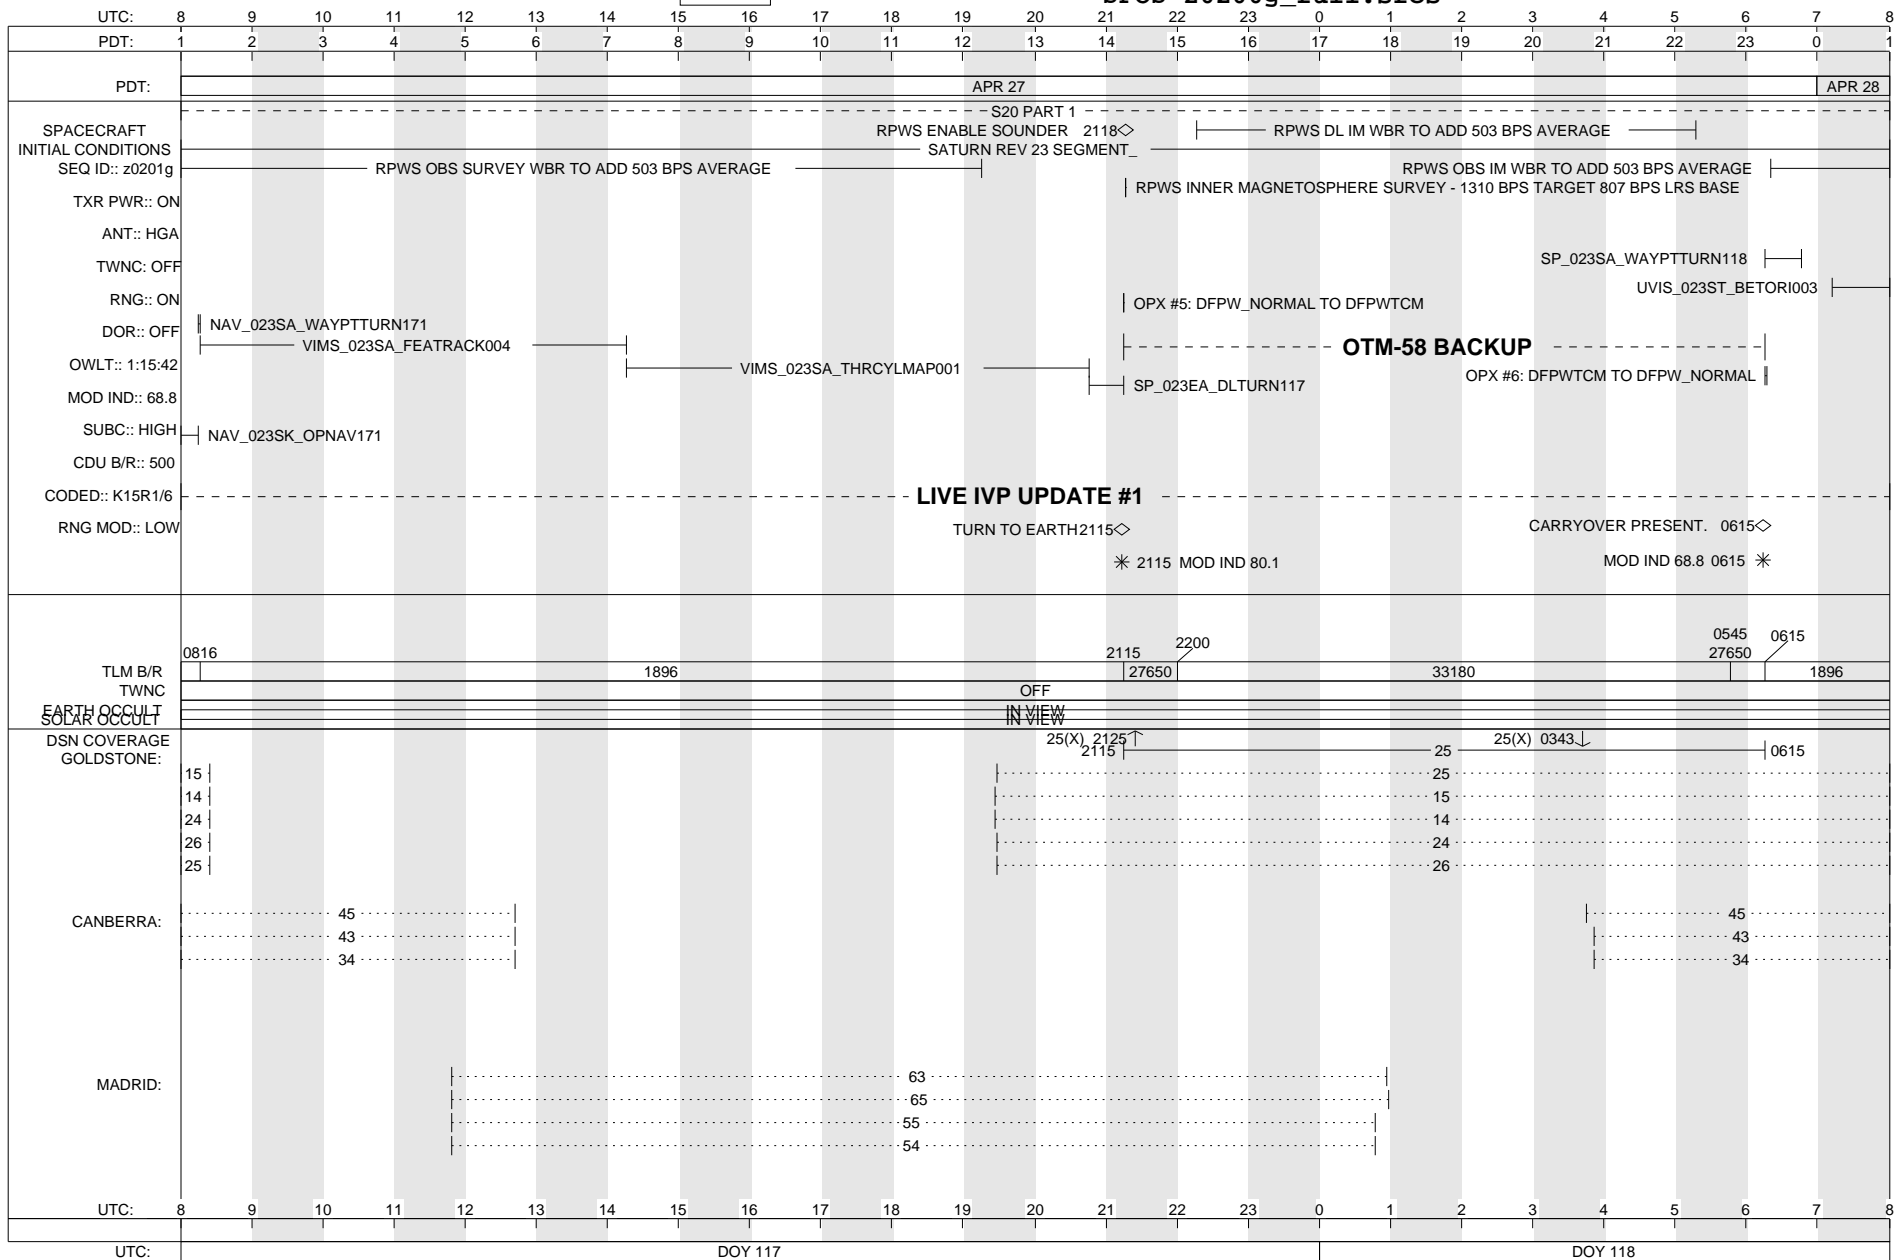 UTC: 8 9 10 11 12 13 14 15 16 17 18 19 20 21 22 23 0 1 2 3 4 5 6 7 8
PDT: 1 2 3 4 5 6 7 8 9 10 11 12 13 14 15 16 17 18 19 20 21 22 23 0 1
PDT: APR 27 APR 28
S20 PART 1
SPACECRAFT RPWS ENABLE SOUNDER 2118 RPWS DL IM WBR TO ADD 503 BPS AVERAGE
INITIAL CONDITIONS SATURN REV 23 SEGMENT_
SEQ ID:: z0201g RPWS OBS SURVEY WBR TO ADD 503 BPS AVERAGE RPWS OBS IM WBR TO ADD 503 BPS AVERAGE
RPWS INNER MAGNETOSPHERE SURVEY - 1310 BPS TARGET 807 BPS LRS BASE
TXR PWR:: ON
ANT:: HGA
SP_023SA_WAYPTTURN118
TWNC: OFF
UVIS_023ST_BETORI003
RNG:: ON OPX #5: DFPW_NORMAL TO DFPWTCM
NAV_023SA_WAYPTTURN171
DOR:: OFF
VIMS_023SA_FEATRACK004 OTM-58 BACKUP
OWLT:: 1:15:42 VIMS_023SA_THRCYLMAP001
OPX #6: DFPWTCM TO DFPW_NORMAL
SP_023EA_DLTURN117
MOD IND:: 68.8
SUBC:: HIGH NAV_023SK_OPNAV171
CDU B/R:: 500
CODED:: K15R1/6 LIVE IVP UPDATE #1
RNG MOD:: LOW TURN TO EARTH2115 CARRYOVER PRESENT. 0615
2115 MOD IND 80.1 MOD IND 68.8 0615
0545 0615
2200
0816 2115 27650
TLM B/R 1896 27650 33180 1896
TWNC OFF
EARTH OCCULT IN VIEW
SOLAR OCCULT IN VIEW
DSN COVERAGE 25(X) 2125 25(X) 0343
GOLDSTONE: 2115 25 0615
15 25
14 15
24 14
26 24
25 26
CANBERRA: 45 45
43 43
34 34
MADRID: 63
65
55
54
UTC: 8 9 10 11 12 13 14 15 16 17 18 19 20 21 22 23 0 1 2 3 4 5 6 7 8
UTC: DOY 117 DOY 118